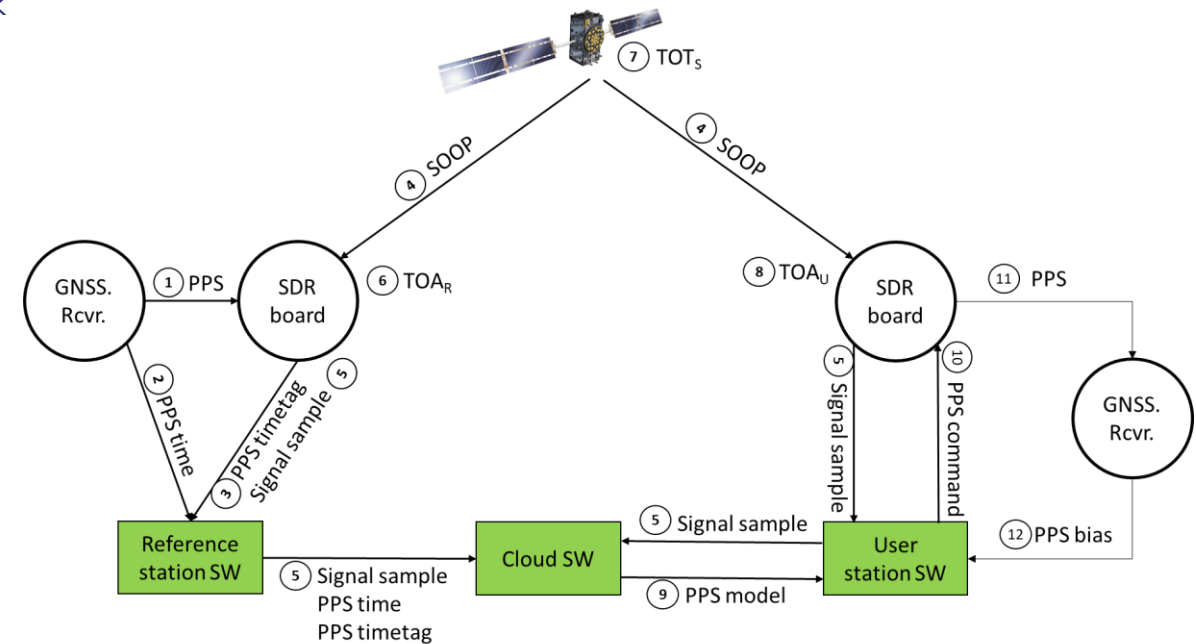 K
7 TOTS
4 SOOP
4 SOOP
GNSS.
Rcvr.
1 PPS
SDR
board
6 TOAR
8 TOAU
SDR
board
11 PPS
2 PPS time
3 PPS timetag
Signal sample 5
5 Signal sample
10 PPS command
GNSS.
Rcvr.
Reference
station SW
5 Signal sample
PPS time
PPS timetag
Cloud SW
5 Signal sample
9 PPS model
User
station SW
12 PPS bias